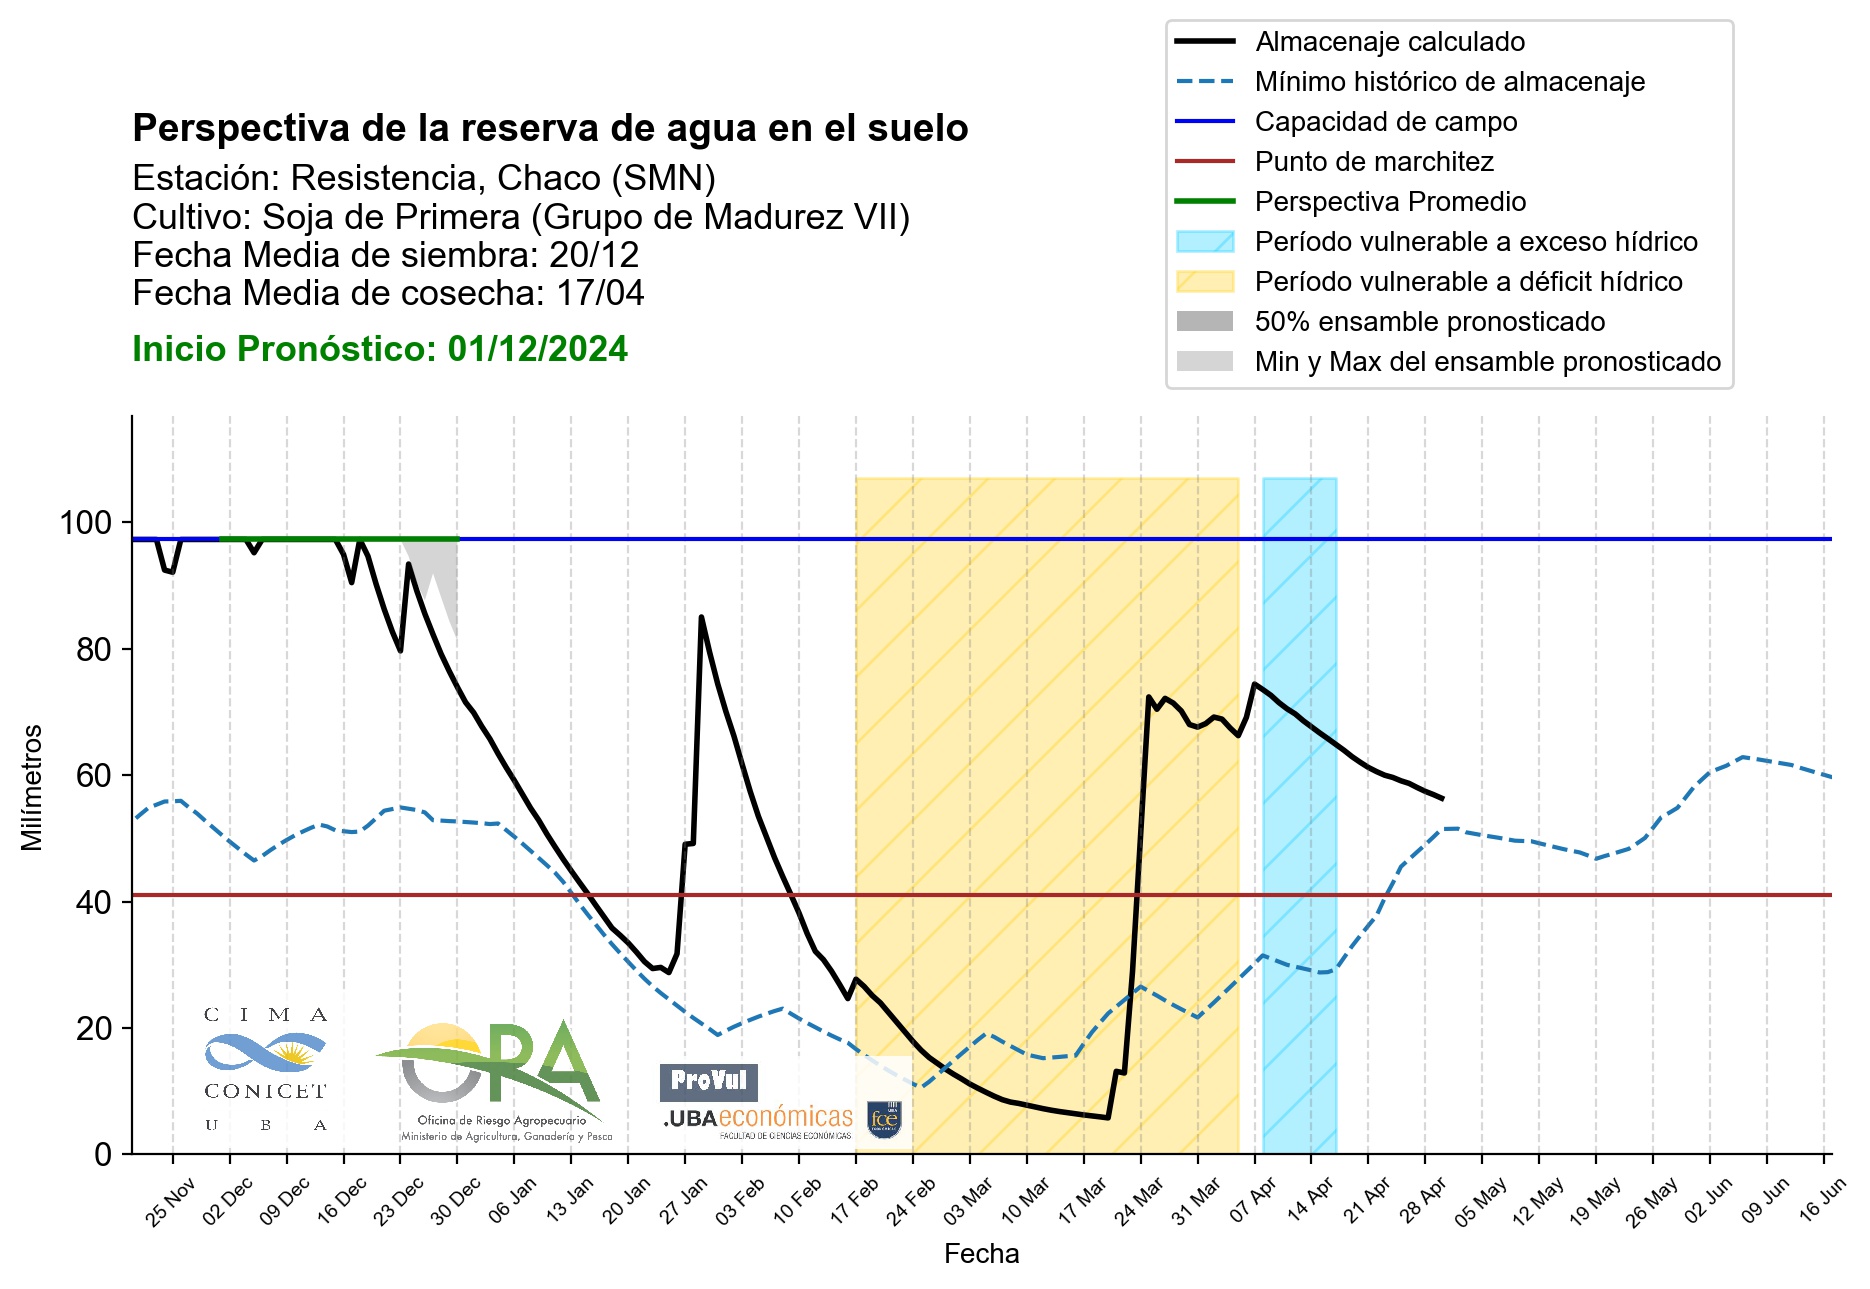 Almacenaje calculado
Mínimo histórico de almacenaje
Capacidad de campo
Punto de marchitez
Perspectiva Promedio
Período vulnerable a exceso hídrico
Período vulnerable a déficit hídrico
50% ensamble pronosticado
Min y Max del ensamble pronosticado
Perspectiva de la reserva de agua en el suelo
Estación: Resistencia, Chaco (SMN)
Cultivo: Soja de Primera (Grupo de Madurez VII)
Fecha Media de siembra: 20/12
Fecha Media de cosecha: 17/04
Inicio Pronóstico: 01/12/2024
Milímetros
100
80
60
40
20
0
CIMA
CONICET
UBA
ORA
Oficina de Riesgo Agropecuario
Ministerio de Agricultura, Ganadería y Pesca
ProVul
.UBAeconómicas
FACULTAD DE CIENCIAS ECONÓMICAS
UBA
fce
ECONÓMICAS
25 Nov
02 Dec
09 Dec
16 Dec
23 Dec
30 Dec
06 Jan
13 Jan
20 Jan
27 Jan
03 Feb
10 Feb
17 Feb
24 Feb
03 Mar
10 Mar
17 Mar
24 Mar
31 Mar
07 Apr
14 Apr
21 Apr
28 Apr
05 May
12 May
19 May
26 May
02 Jun
09 Jun
16 Jun
Fecha